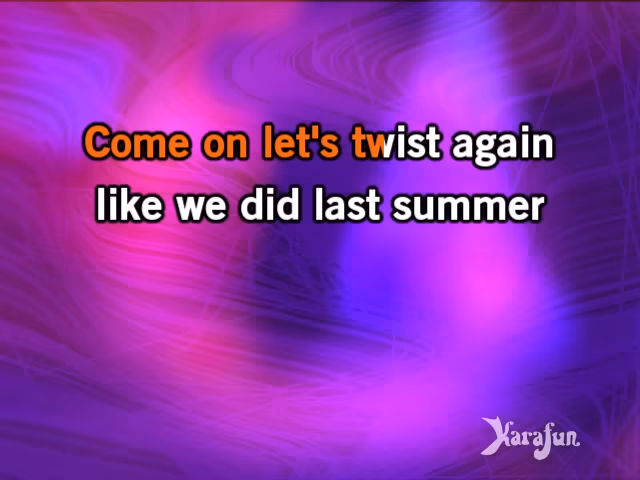 Come on let's twist again
like we did last summer
Karafun